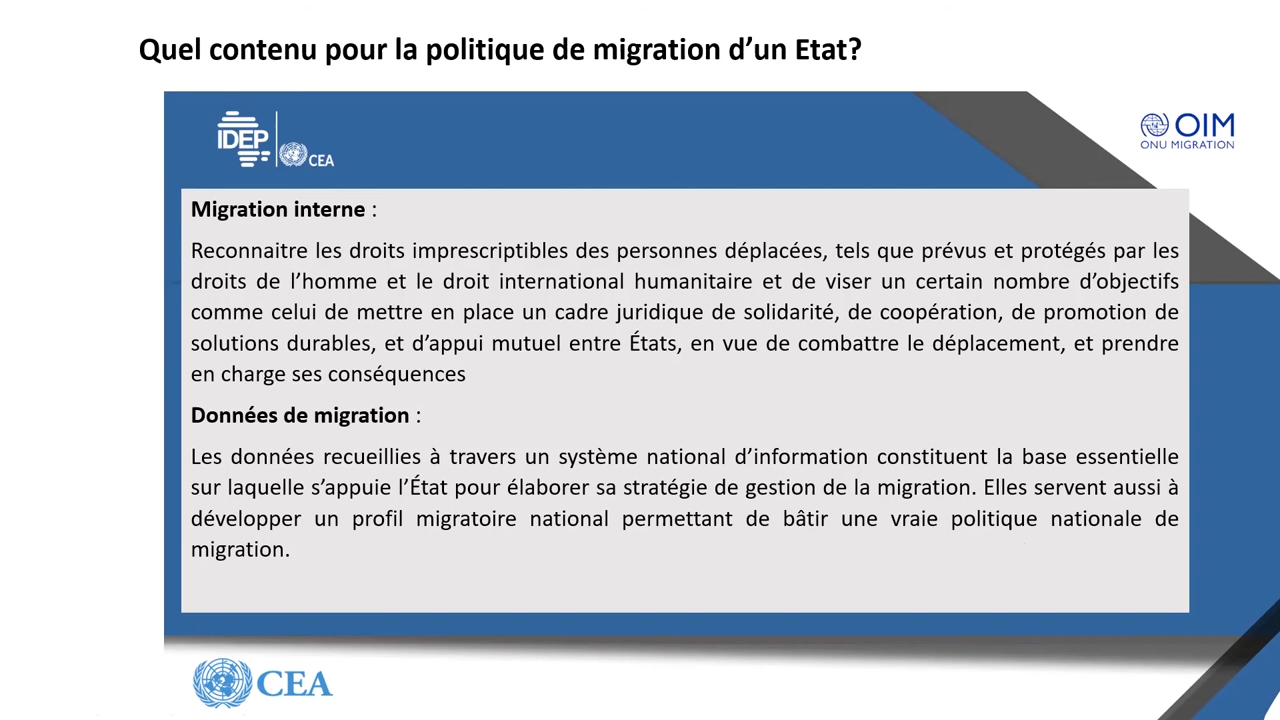 Quel contenu pour la politique de migration d’un Etat?
IDEP
CEA
OIM
ONU MIGRATION
Migration interne :
Reconnaitre les droits imprescriptibles des personnes déplacées, tels que prévus et protégés par les
droits de l’homme et le droit international humanitaire et de viser un certain nombre d’objectifs
comme celui de mettre en place un cadre juridique de solidarité, de coopération, de promotion de
solutions durables, et d’appui mutuel entre États, en vue de combattre le déplacement, et prendre
en charge ses conséquences
Données de migration :
Les données recueillies à travers un système national d’information constituent la base essentielle
sur laquelle s’appuie l’État pour élaborer sa stratégie de gestion de la migration. Elles servent aussi à
développer un profil migratoire national permettant de bâtir une vraie politique nationale de
migration.
CEA